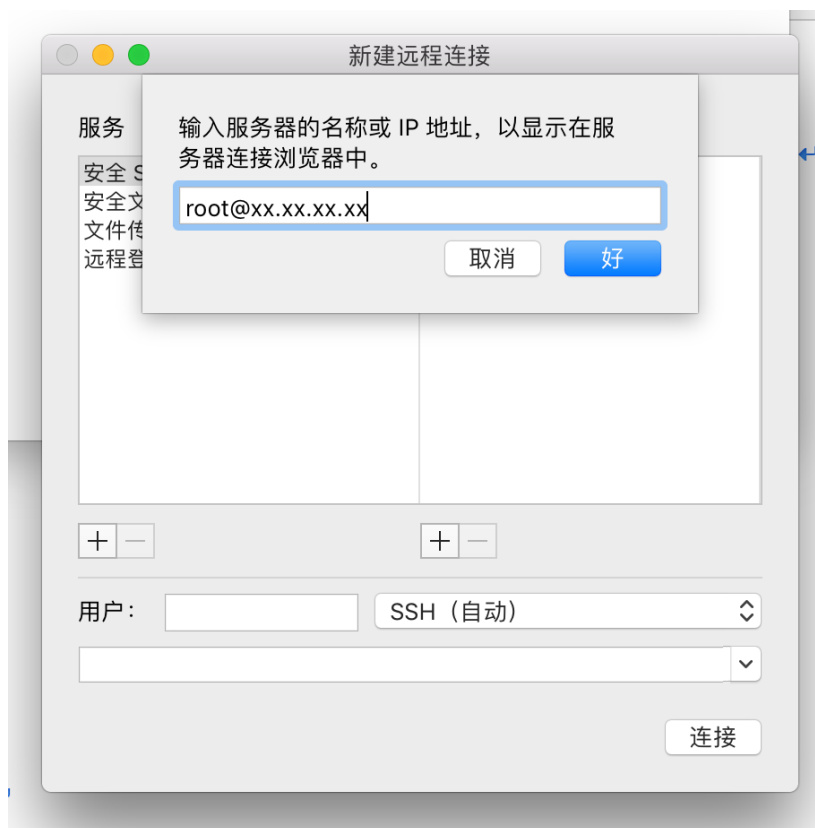 新建远程连接
输入服务器的名称或 IP 地址，以显示在服
务器连接浏览器中。
root@xx.xx.xx.xx
取消
好
服务
安全 S
安全文
文件传
远程登
用户：
SSH（自动）
连接